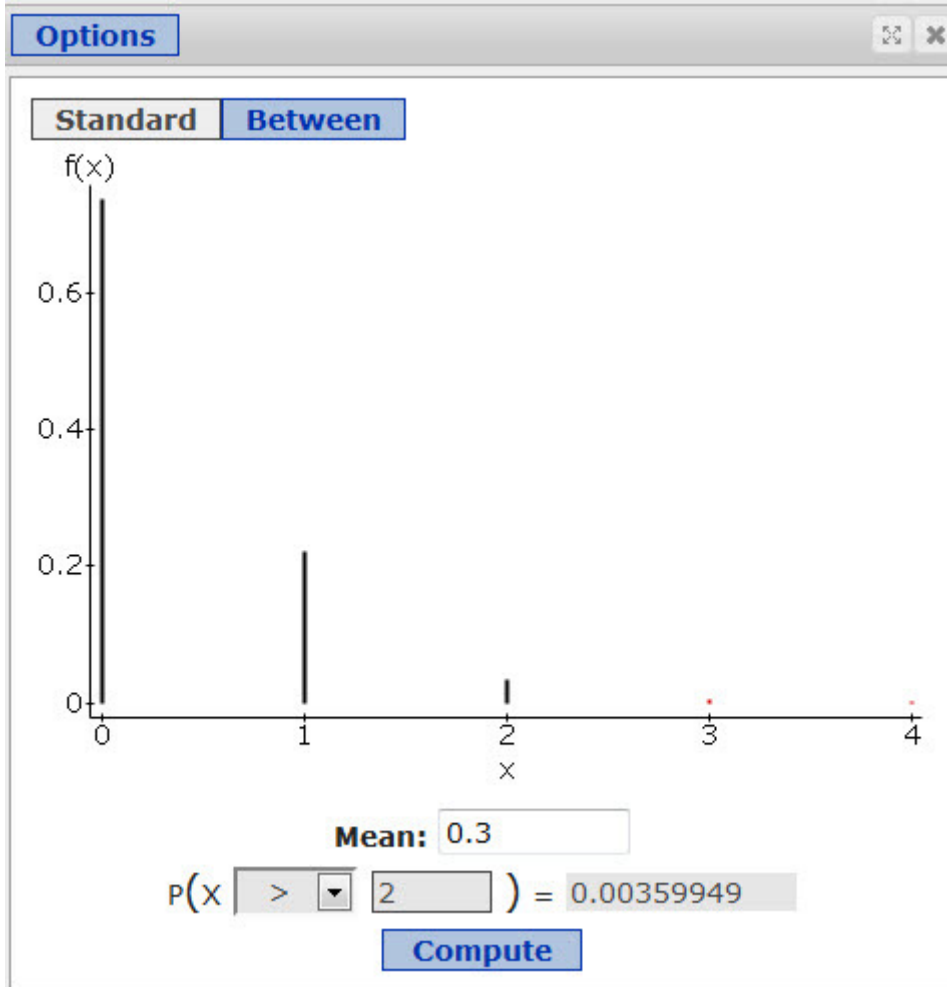 Options
Standard Between
f(x)
0.6
0.4
0.2
0
0 1 2 3 4
x
Mean: 0.3
P(X > 2 ) = 0.00359949
Compute